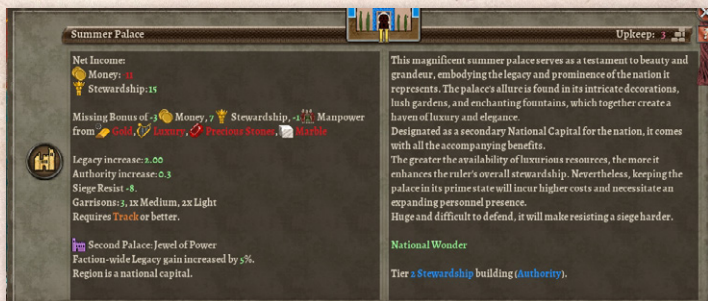 Summer Palace
Upkeep: 3
Net Income:
Money: -11
Stewardship:15
Missing Bonus of -3 Money, 7 Stewardship, -1 Manpower
from Gold, Luxury, Precious Stones, Marble
Legacy increase: 2.00
Authority increase: 0.3
Siege Resist -8.
Garrisons: 3, 1x Medium, 2x Light
Requires Track or better.
Second Palace: Jewel of Power
Faction-wide Legacy gain increased by 5%.
Region is a national capital.
This magnificent summer palace serves as a testament to beauty and
grandeur, embodying the legacy and prominence of the nation it
represents. The palace's allure is found in its intricate decorations,
lush gardens, and enchanting fountains, which together create a
haven of luxury and elegance.
Designated as a secondary National Capital for the nation, it comes
with all the accompanying benefits.
The greater the availability of luxurious resources, the more it
enhances the ruler's overall stewardship. Nevertheless, keeping the
palace in its prime state will incur higher costs and necessitate an
expanding personnel presence.
Huge and difficult to defend, it will make resisting a siege harder.
National Wonder
Tier 2 Stewardship building (Authority).